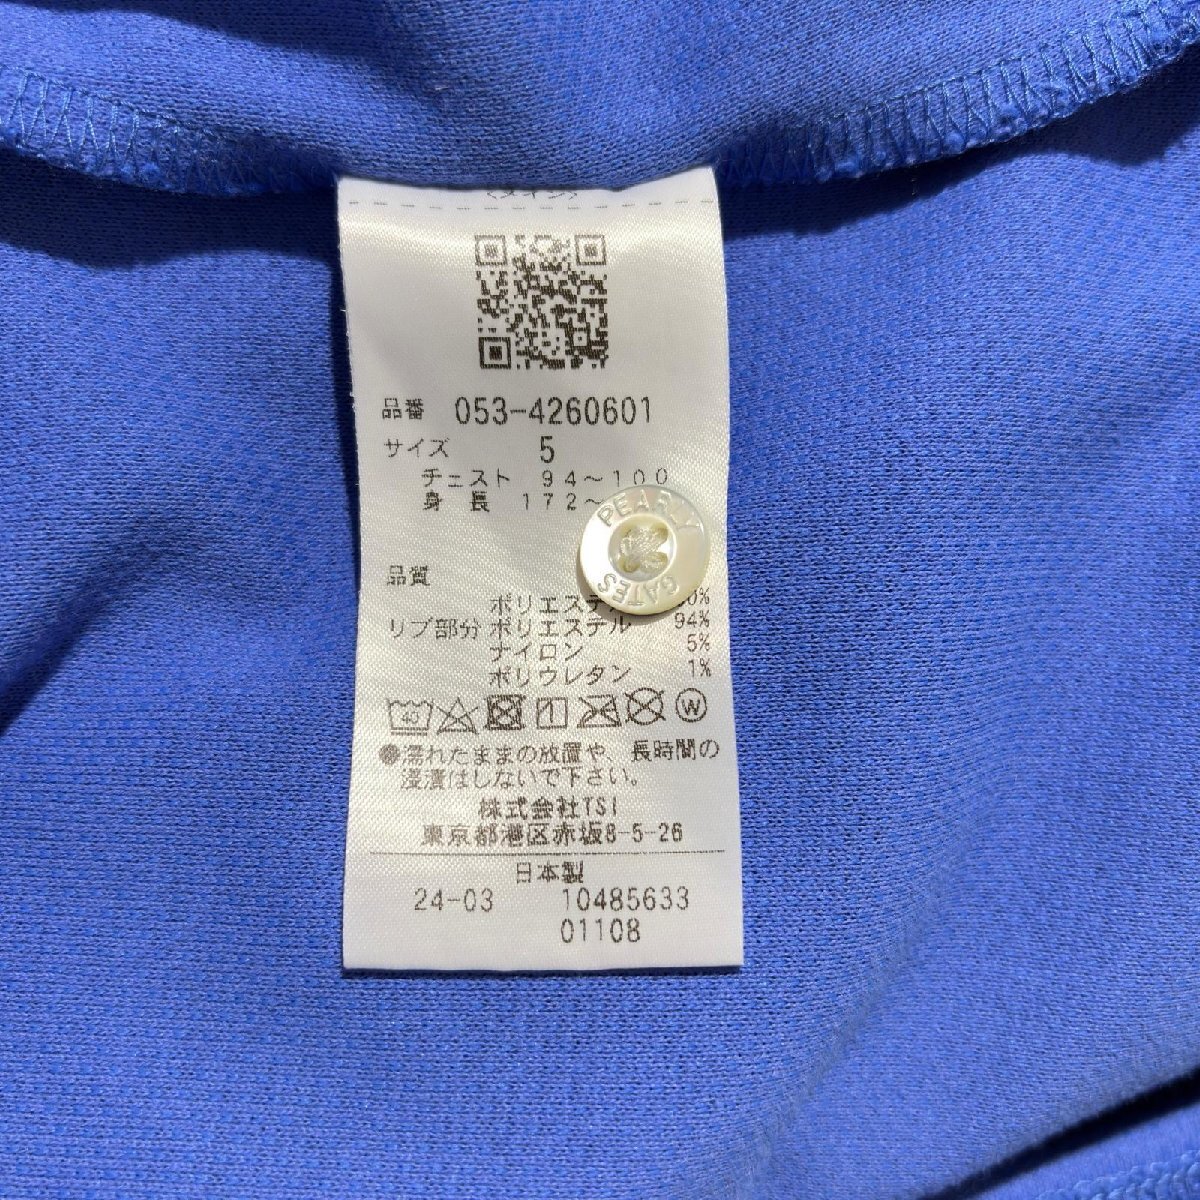 品番 053-4260601
サイズ 5
チェスト 94～100
身長 172～
PEARLY GATES
品質
ポリエステル 00%
リブ部分 ポリエステル 94%
ナイロン 5%
ポリウレタン 1%
40 1 W
●濡れたままの放置や、長時間の
浸漬はしないで下さい。
株式会社TSI
東京都港区赤坂8-5-26
日本製
24-03 10485633
01108